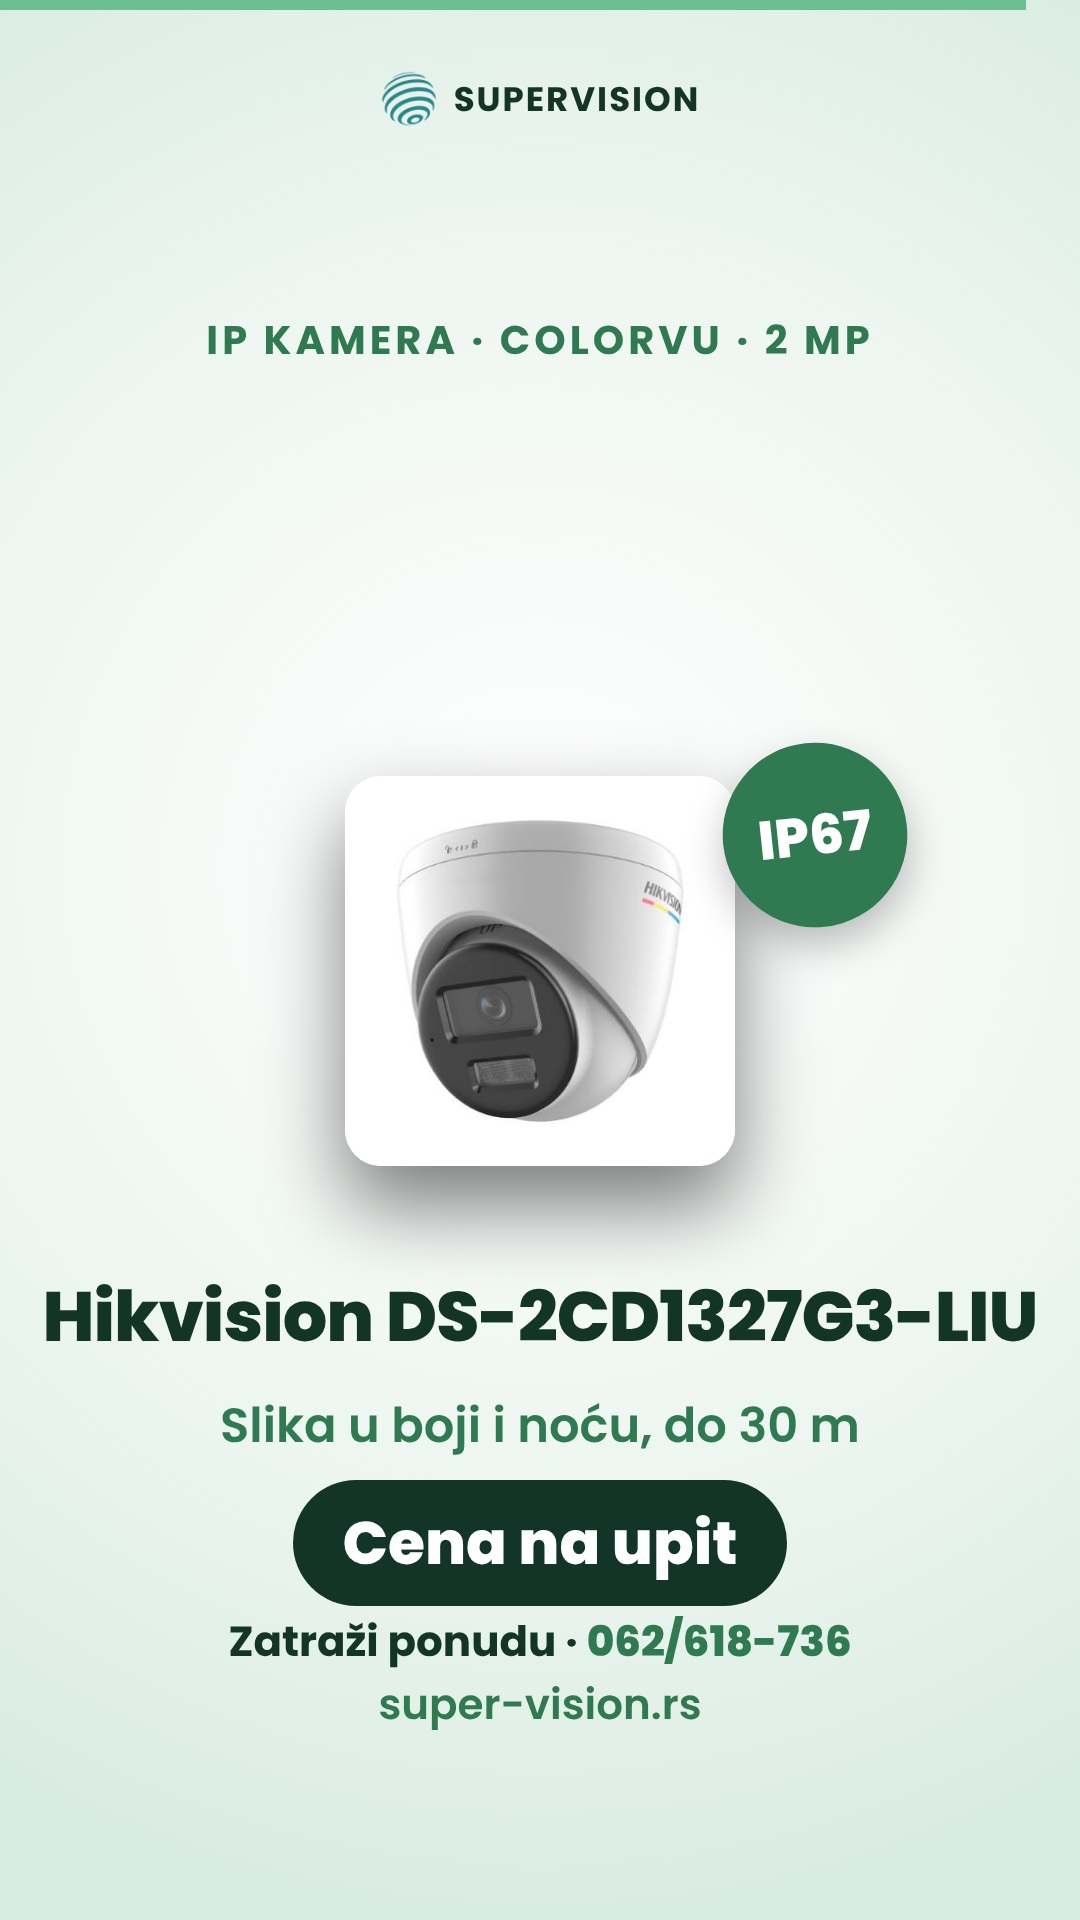 SUPERVISION
IP KAMERA · COLORVU · 2 MP
IP67
HIKVISION
UP
Hikvision DS-2CD1327G3-LIU
Slika u boji i noću, do 30 m
Cena na upit
Zatraži ponudu · 062/618-736
super-vision.rs